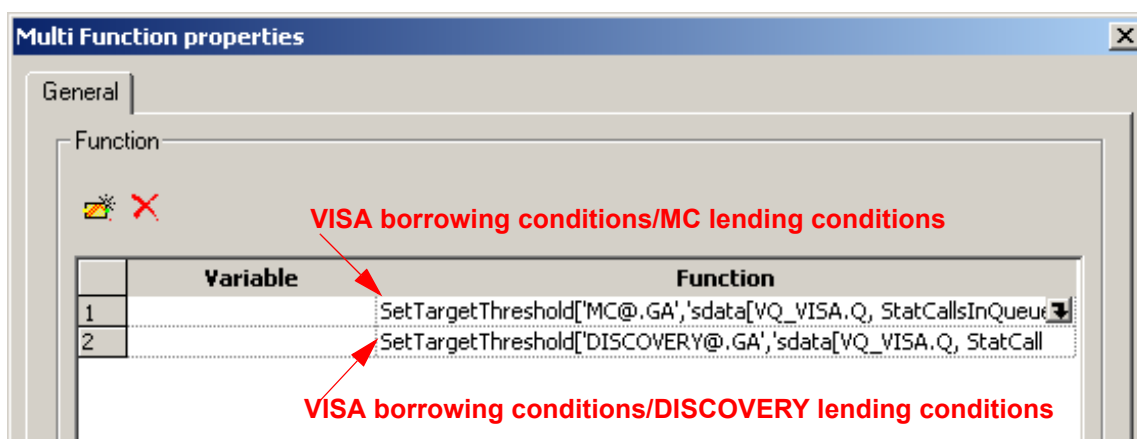 Multi Function properties
General
Function
VISA borrowing conditions/MC lending conditions
Variable Function
1 SetTargetThreshold['MC@.GA','sdata[VQ_VISA.Q, StatCallsInQueue
2 SetTargetThreshold['DISCOVERY@.GA','sdata[VQ_VISA.Q, StatCall
VISA borrowing conditions/DISCOVERY lending conditions